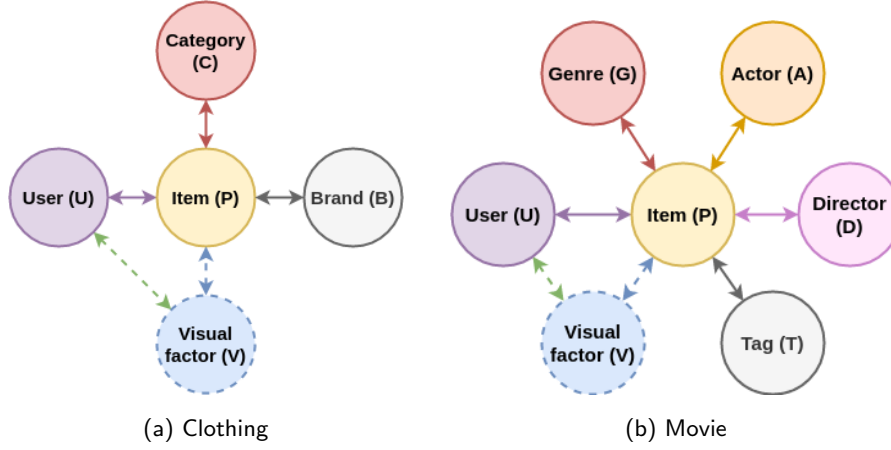 Category
(C)
User (U)
Item (P)
Brand (B)
Visual
factor (V)
(a) Clothing
Genre (G)
Actor (A)
User (U)
Item (P)
Director
(D)
Visual
factor (V)
Tag (T)
(b) Movie